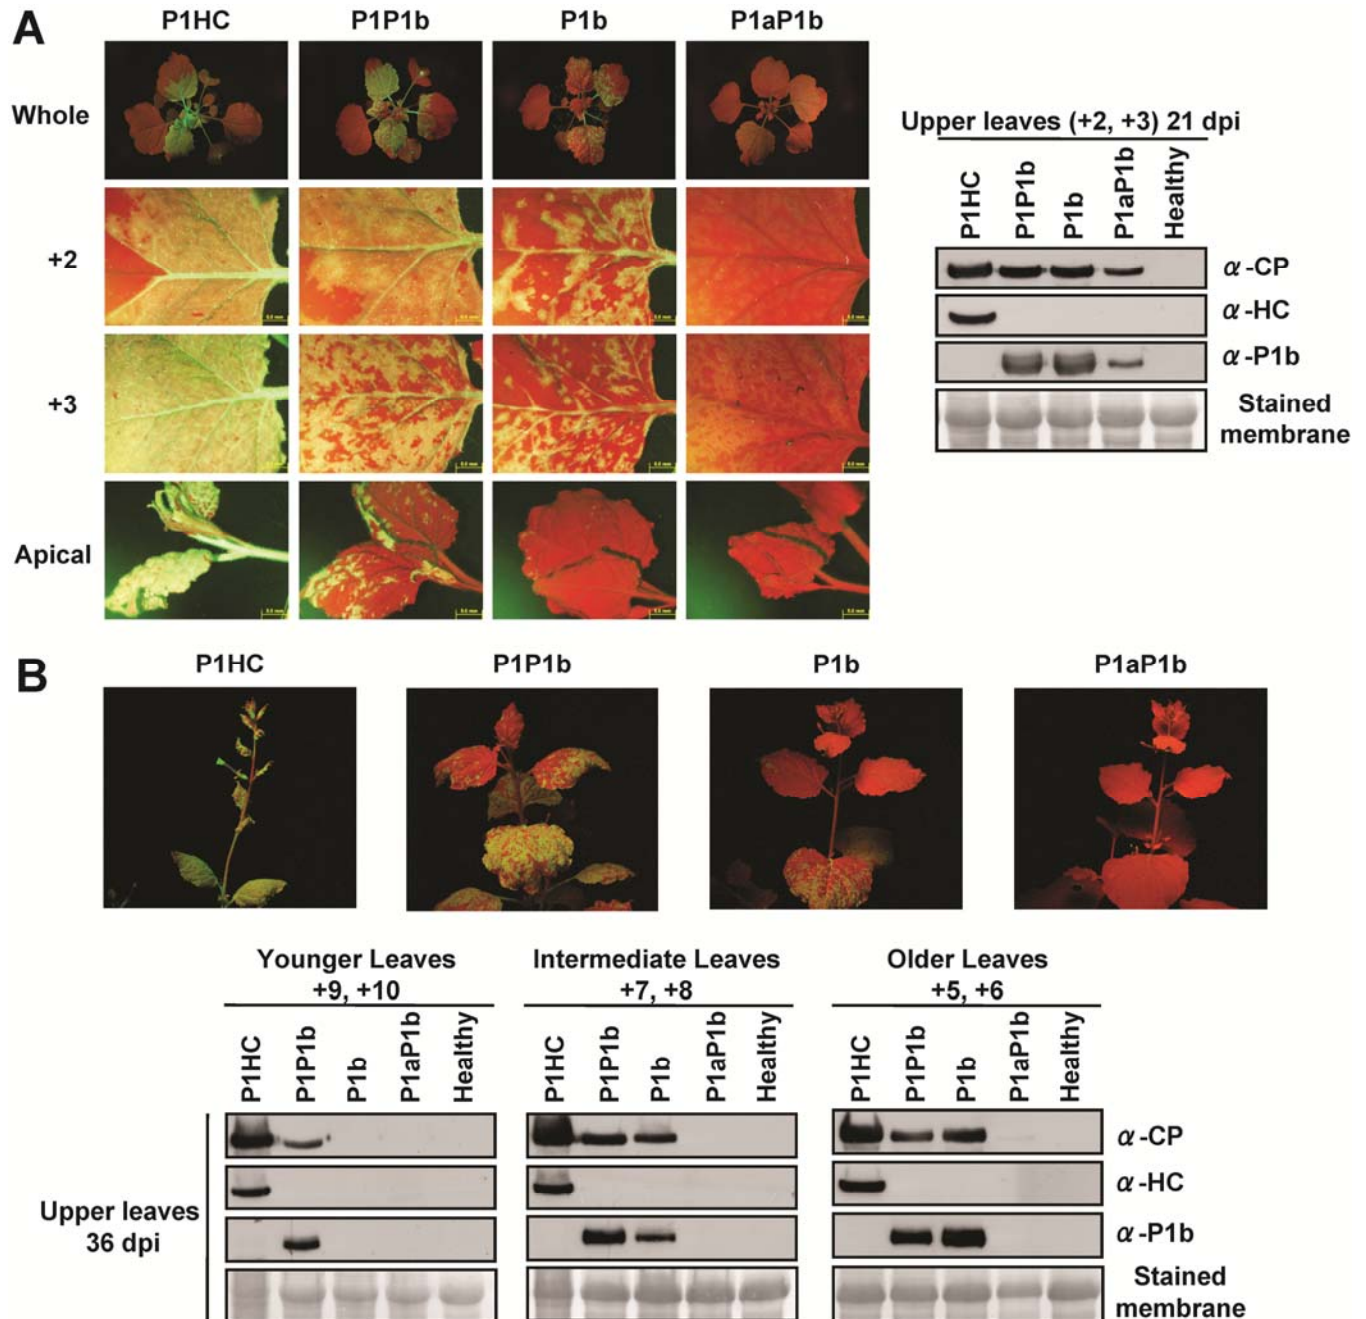 A
P1HC P1P1b P1b P1aP1b
Whole
+2
+3
Apical
Upper leaves (+2, +3) 21 dpi
P1HC P1P1b P1b P1aP1b Healthy
α-CP
α-HC
α-P1b
Stained
membrane
B
P1HC P1P1b P1b P1aP1b
Younger Leaves
+9, +10
Intermediate Leaves
+7, +8
Older Leaves
+5, +6
P1HC P1P1b P1b P1aP1b Healthy
P1HC P1P1b P1b P1aP1b Healthy
P1HC P1P1b P1b P1aP1b Healthy
Upper leaves
36 dpi
α-CP
α-HC
α-P1b
Stained
membrane